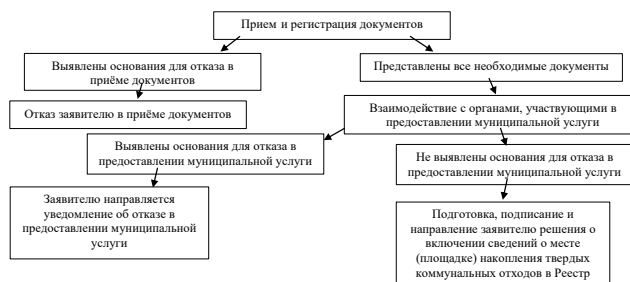 Прием и регистрация документов
Выявлены основания для отказа в
приёме документов
Представлены все необходимые документы
Отказ заявителю в приёме документов
Взаимодействие с органами, участвующими в
предоставлении муниципальной услуги
Выявлены основания для отказа в
предоставлении муниципальной услуги
Не выявлены основания для отказа в
предоставлении муниципальной услуги
Заявителю направляется
уведомление об отказе в
предоставлении муниципальной
услуги
Подготовка, подписание и
направление заявителю решения о
включении сведений о месте
(площадке) накопления твердых
коммунальных отходов в Реестр